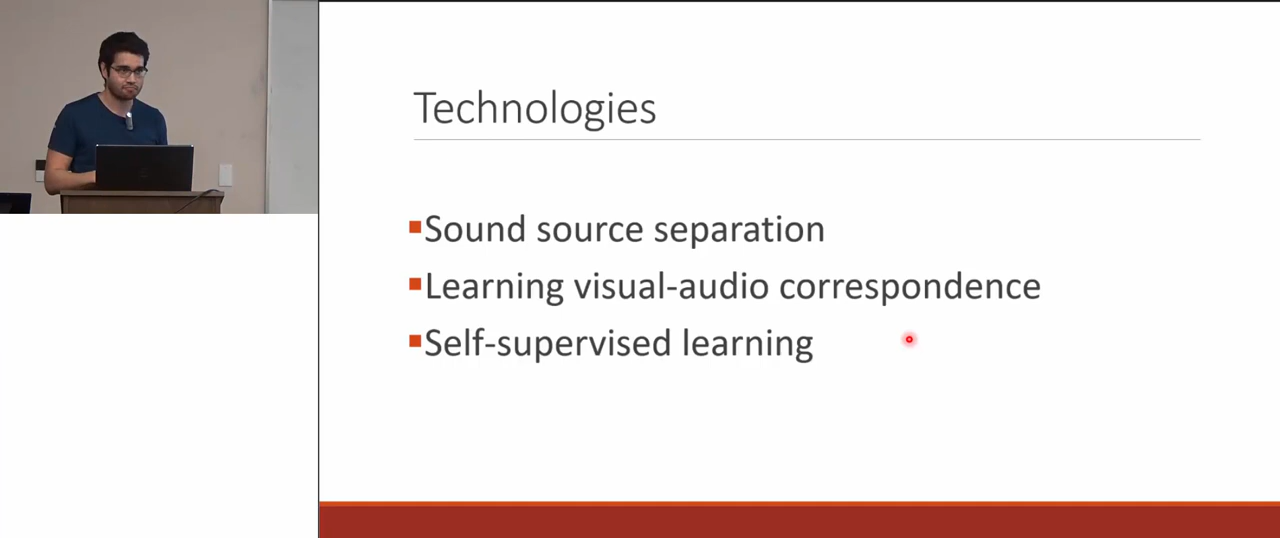 Technologies
Sound source separation
Learning visual-audio correspondence
Self-supervised learning